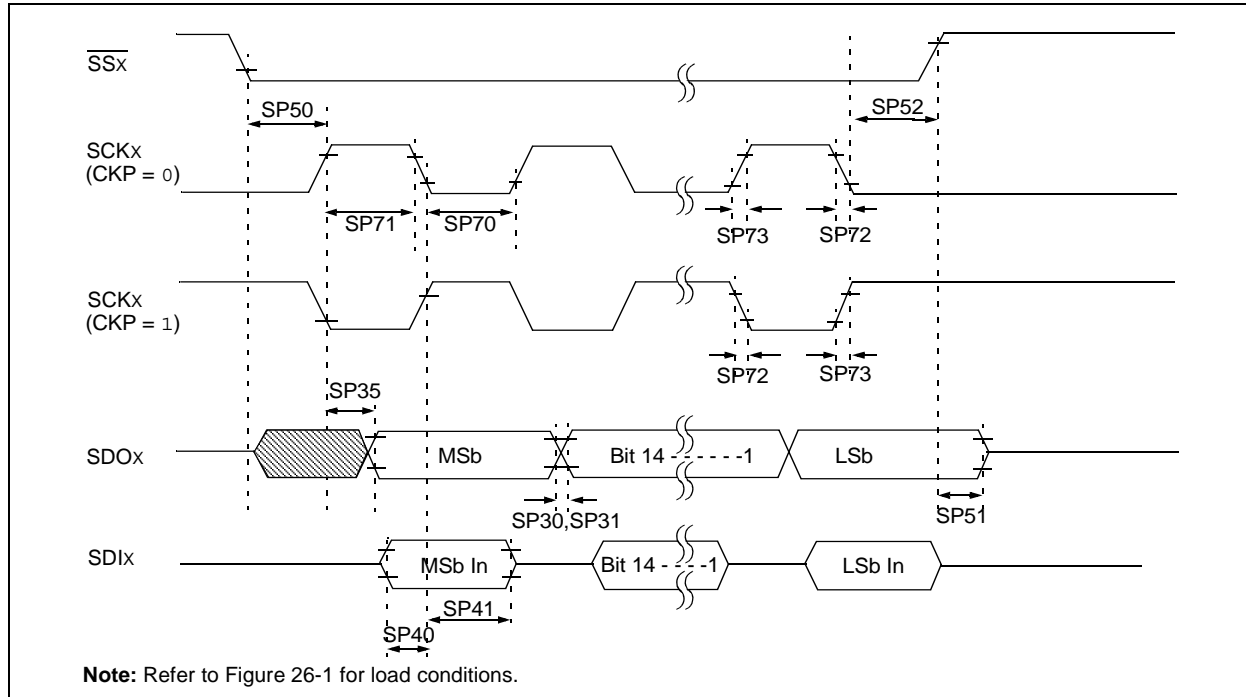 SSX
SP50
SP52
SCKX
(CKP = 0)
SP71
SP70
SP73
SP72
SCKX
(CKP = 1)
SP72
SP73
SP35
SDOX
MSb
Bit 14 - - - - - -1
LSb
SP30,SP31
SP51
SDIX
MSb In
Bit 14 - - - -1
LSb In
SP41
SP40
Note: Refer to Figure 26-1 for load conditions.